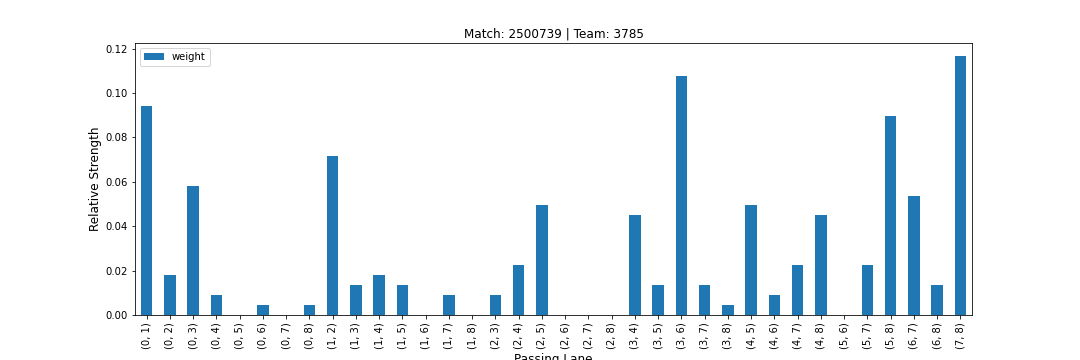 Match: 2500739 | Team: 3785
weight
Relative Strength
0.12
0.10
0.08
0.06
0.04
0.02
0.00
(0, 1) (0, 2) (0, 3) (0, 4) (0, 5) (0, 6) (0, 7) (0, 8) (1, 2) (1, 3) (1, 4) (1, 5) (1, 6) (1, 7) (1, 8) (2, 3) (2, 4) (2, 5) (2, 6) (2, 7) (2, 8) (3, 4) (3, 5) (3, 6) (3, 7) (3, 8) (4, 5) (4, 6) (4, 7) (4, 8) (5, 6) (5, 7) (5, 8) (6, 7) (6, 8) (7, 8)
Passing Lane